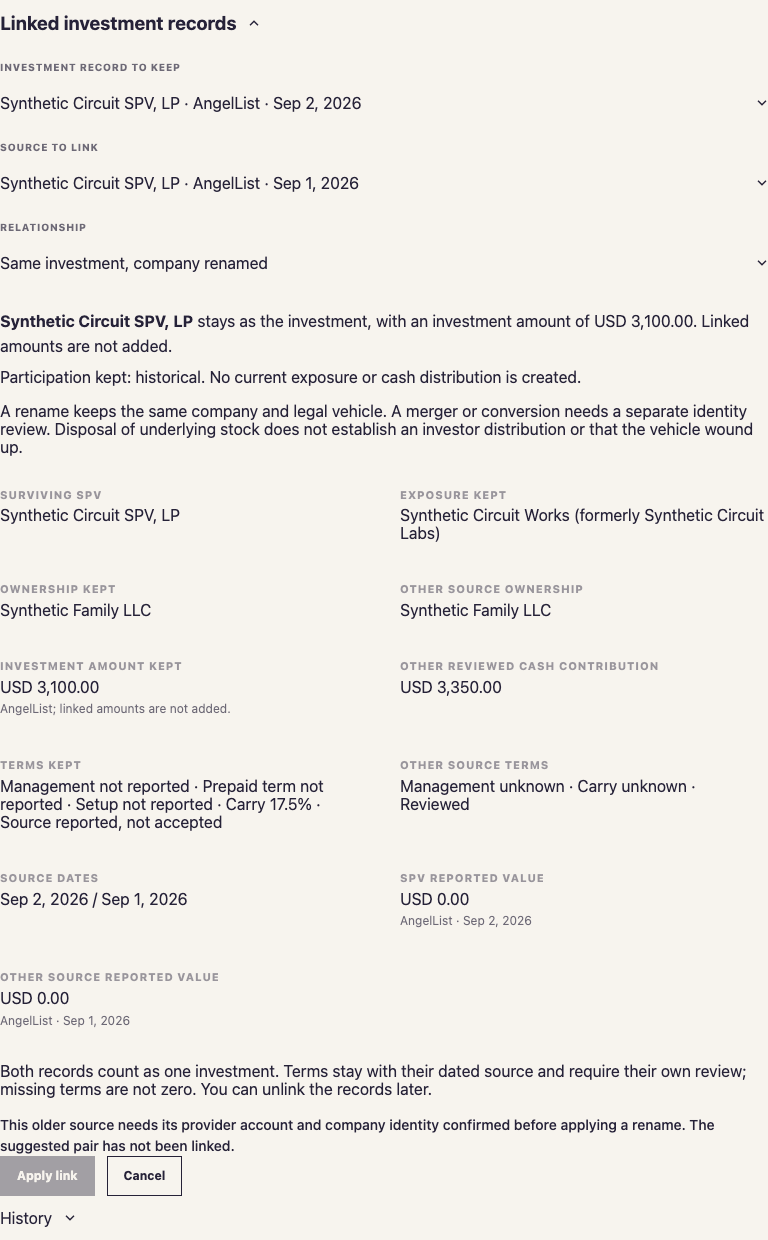 Linked investment records
INVESTMENT RECORD TO KEEP
Synthetic Circuit SPV, LP · AngelList · Sep 2, 2026
SOURCE TO LINK
Synthetic Circuit SPV, LP · AngelList · Sep 1, 2026
RELATIONSHIP
Same investment, company renamed
Synthetic Circuit SPV, LP stays as the investment, with an investment amount of USD 3,100.00. Linked
amounts are not added.
Participation kept: historical. No current exposure or cash distribution is created.
A rename keeps the same company and legal vehicle. A merger or conversion needs a separate identity
review. Disposal of underlying stock does not establish an investor distribution or that the vehicle wound
up.
SURVIVING SPV
Synthetic Circuit SPV, LP
EXPOSURE KEPT
Synthetic Circuit Works (formerly Synthetic Circuit
Labs)
OWNERSHIP KEPT
Synthetic Family LLC
OTHER SOURCE OWNERSHIP
Synthetic Family LLC
INVESTMENT AMOUNT KEPT
USD 3,100.00
AngelList; linked amounts are not added.
OTHER REVIEWED CASH CONTRIBUTION
USD 3,350.00
TERMS KEPT
Management not reported · Prepaid term not
reported · Setup not reported · Carry 17.5% ·
Source reported, not accepted
OTHER SOURCE TERMS
Management unknown · Carry unknown ·
Reviewed
SOURCE DATES
Sep 2, 2026 / Sep 1, 2026
SPV REPORTED VALUE
USD 0.00
AngelList · Sep 2, 2026
OTHER SOURCE REPORTED VALUE
USD 0.00
AngelList · Sep 1, 2026
Both records count as one investment. Terms stay with their dated source and require their own review;
missing terms are not zero. You can unlink the records later.
This older source needs its provider account and company identity confirmed before applying a rename. The
suggested pair has not been linked.
Apply link
Cancel
History